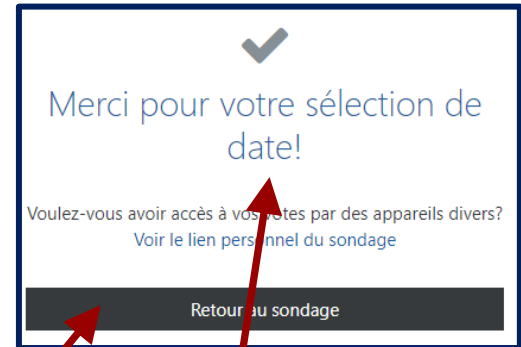 Merci pour votre sélection de
date!
Voulez-vous avoir accès à vos votes par des appareils divers?
Voir le lien personnel du sondage
Retour au sondage